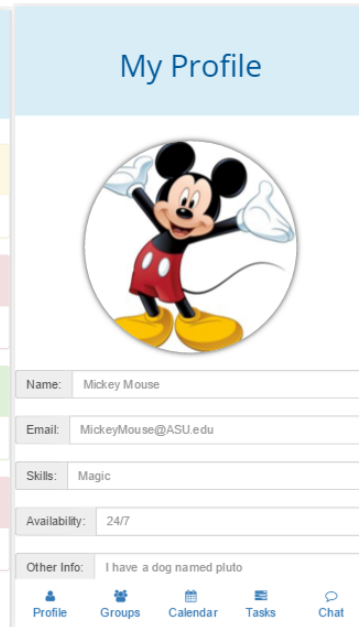 My Profile
Name: Mickey Mouse
Email: MickeyMouse@ASU.edu
Skills: Magic
Availability: 24/7
Other Info: I have a dog named pluto
Profile Groups Calendar Tasks Chat